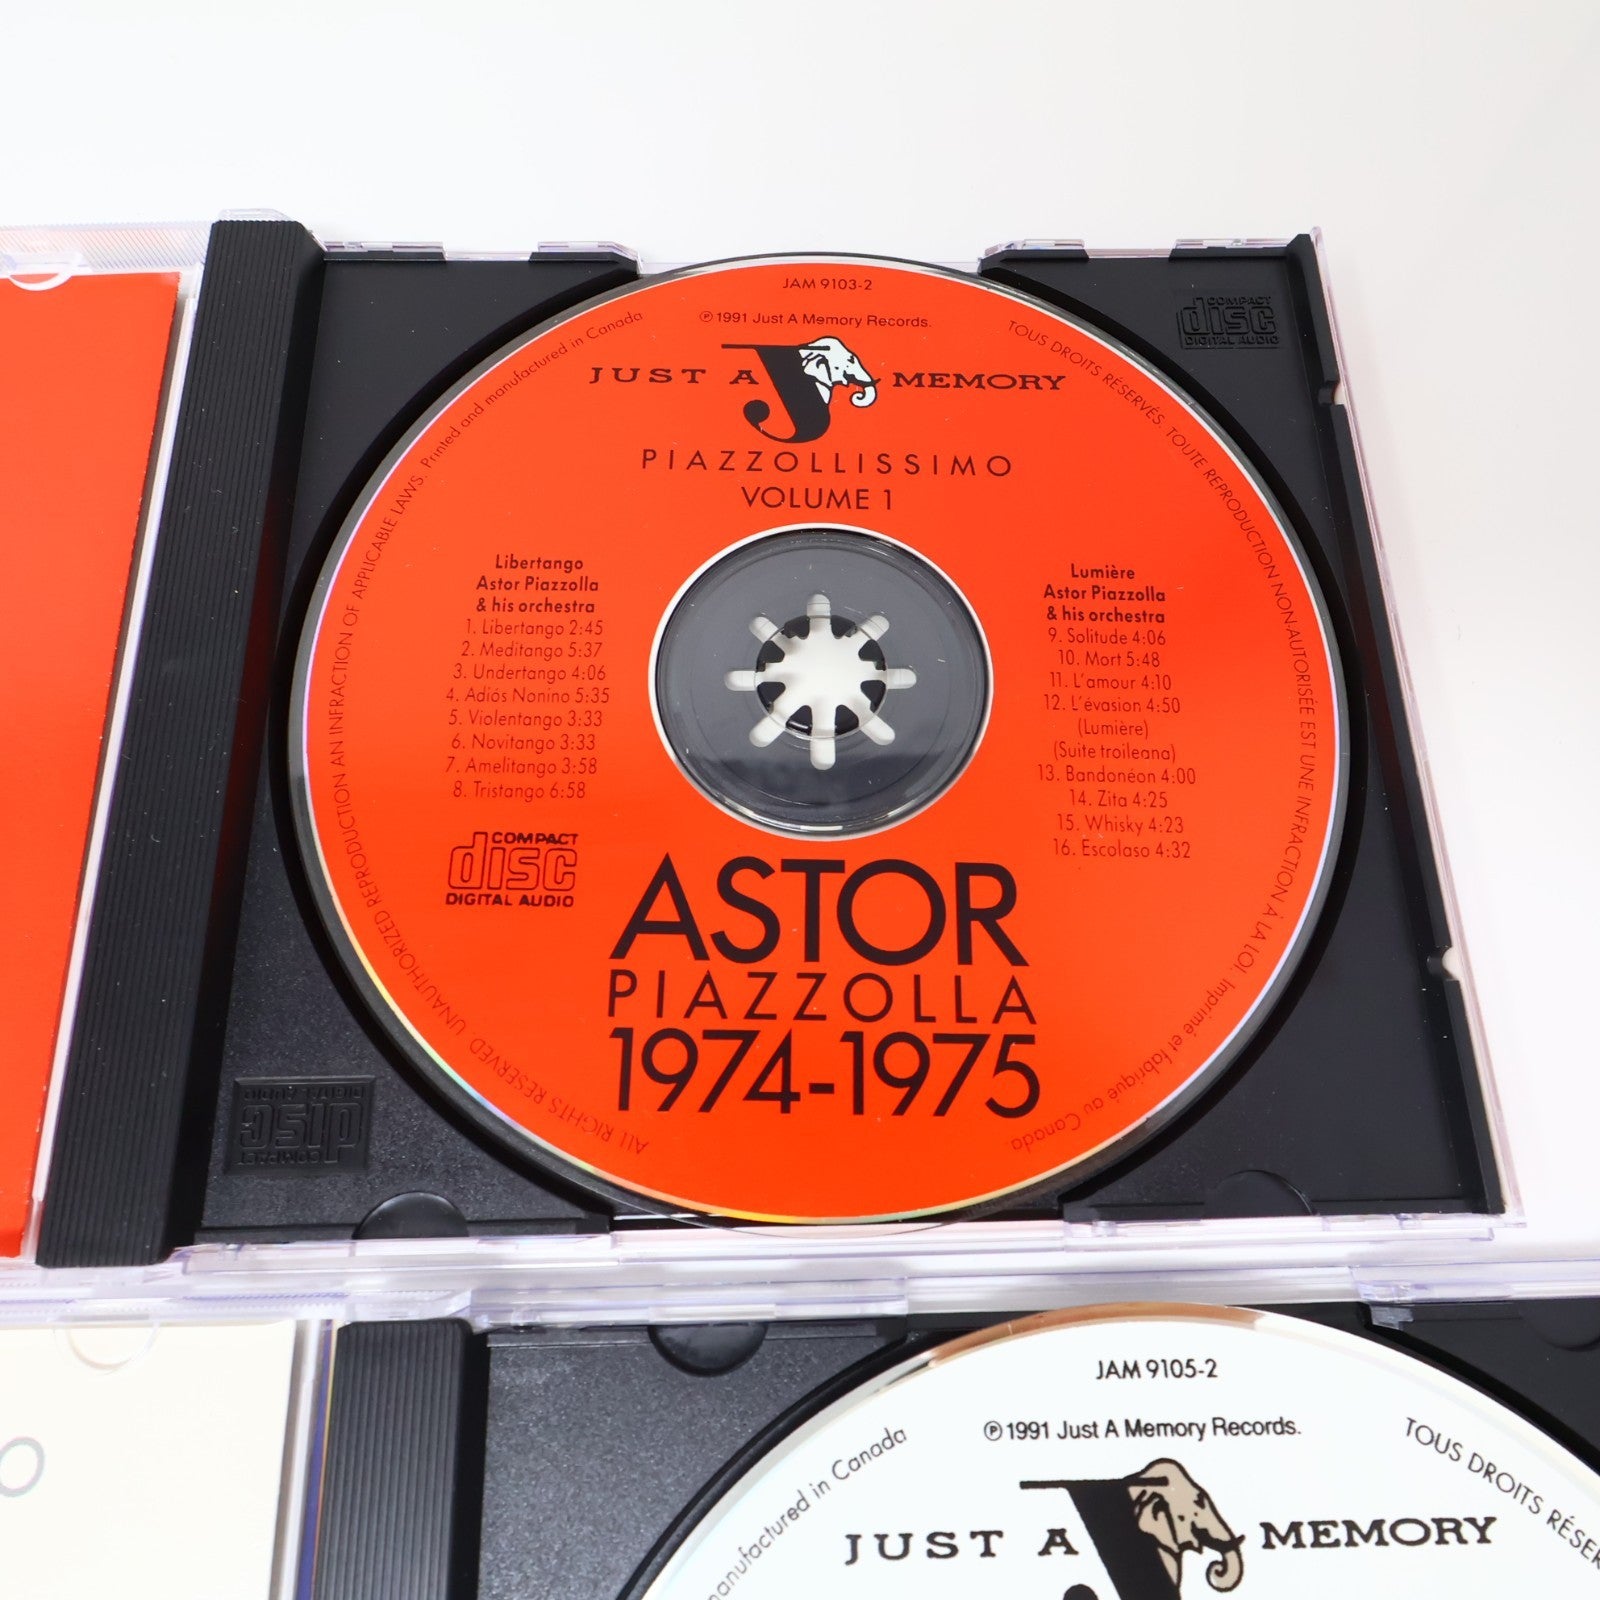 JAM 9103-2
℗ 1991 Just A Memory Records.
JUST A MEMORY
J
PIAZZOLLISSIMO
VOLUME 1
Libertango
Astor Piazzolla
& his orchestra
1. Libertango 2:45
2. Meditango 5:37
3. Undertango 4:06
4. Adiós Nonino 5:35
5. Violentango 3:33
6. Novitango 3:33
7. Amelitango 3:58
8. Tristango 6:58
Lumière
Astor Piazzolla
& his orchestra
9. Solitude 4:06
10. Mort 5:48
11. L'amour 4:10
12. L'évasion 4:50
(Lumière)
(Suite troileana)
13. Bandonéon 4:00
14. Zita 4:25
15. Whisky 4:23
16. Escolaso 4:32
COMPACT
disc
DIGITAL AUDIO
ASTOR
PIAZZOLLA
1974-1975
ALL RIGHTS RESERVED. UNAUTHORIZED REPRODUCTION AN INFRACTION OF APPLICABLE LAWS. Printed and manufactured in Canada
TOUS DROITS RÉSERVÉS. TOUTE REPRODUCTION NON-AUTORISÉE EST UNE INFRACTION À LA LOI. Imprimé et fabriqué au Canada.
COMPACT
disc
DIGITAL AUDIO
COMPACT
disc
DIGITAL AUDIO
JAM 9105-2
℗ 1991 Just A Memory Records.
manufactured in Canada
TOUS DROITS
JUST A MEMORY
J